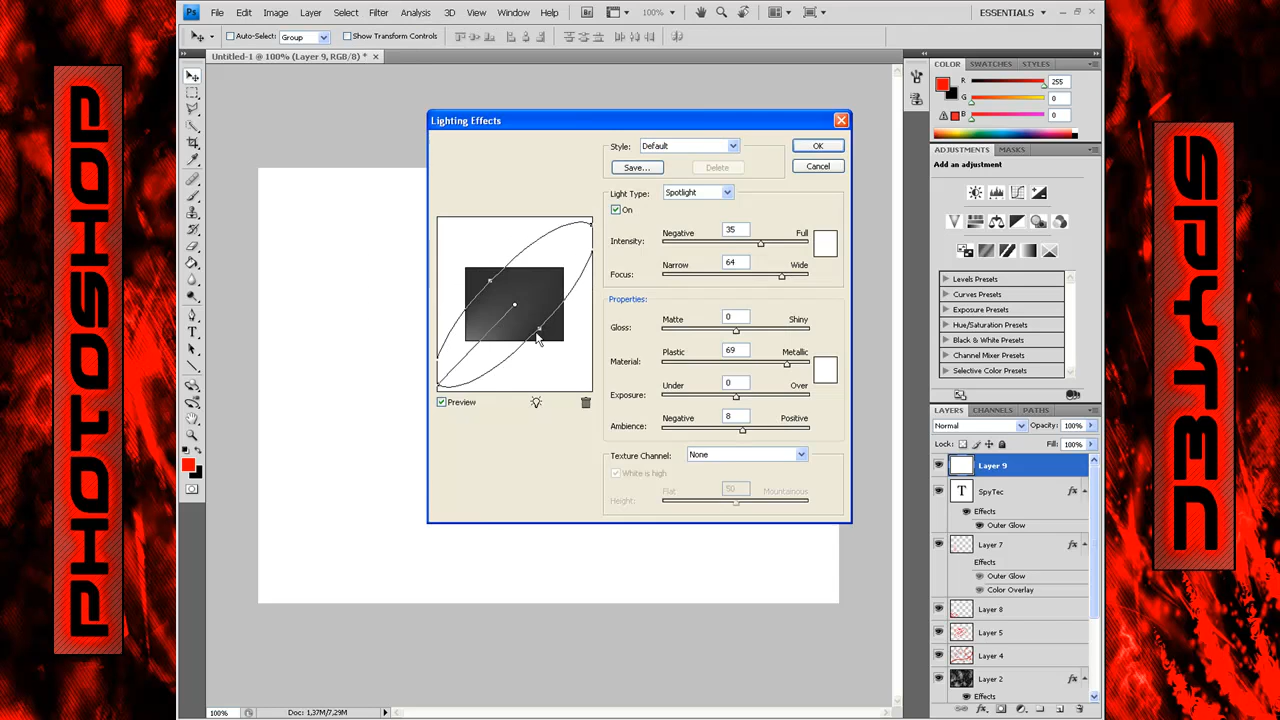 Ps File Edit Image Layer Select Filter Analysis 3D View Window Help Br 100% ESSENTIALS
Auto-Select: Group Show Transform Controls
Untitled-1 @ 100% (Layer 9, RGB/8) *
PHOTOSHOP
SPYTEC
Lighting Effects
Style: Default OK
Save... Delete Cancel
Light Type: Spotlight
On
Negative 35 Full
Intensity:
Narrow 64 Wide
Focus:
Properties:
Matte 0 Shiny
Gloss:
Plastic 69 Metallic
Material:
Under 0 Over
Exposure:
Negative 8 Positive
Ambience:
Preview
Texture Channel: None
White is high
Flat 50 Mountainous
Height:
COLOR SWATCHES STYLES
R 255
G 0
B 0
ADJUSTMENTS MASKS
Add an adjustment
Levels Presets
Curves Presets
Exposure Presets
Hue/Saturation Presets
Black & White Presets
Channel Mixer Presets
Selective Color Presets
LAYERS CHANNELS PATHS
Normal Opacity: 100%
Lock: Fill: 100%
Layer 9
T SpyTec fx
Effects
Outer Glow
Layer 7 fx
Effects
Outer Glow
Color Overlay
Layer 8
Layer 5
Layer 4
Layer 2 fx
Effects
100% Doc: 1,37M/7,29M